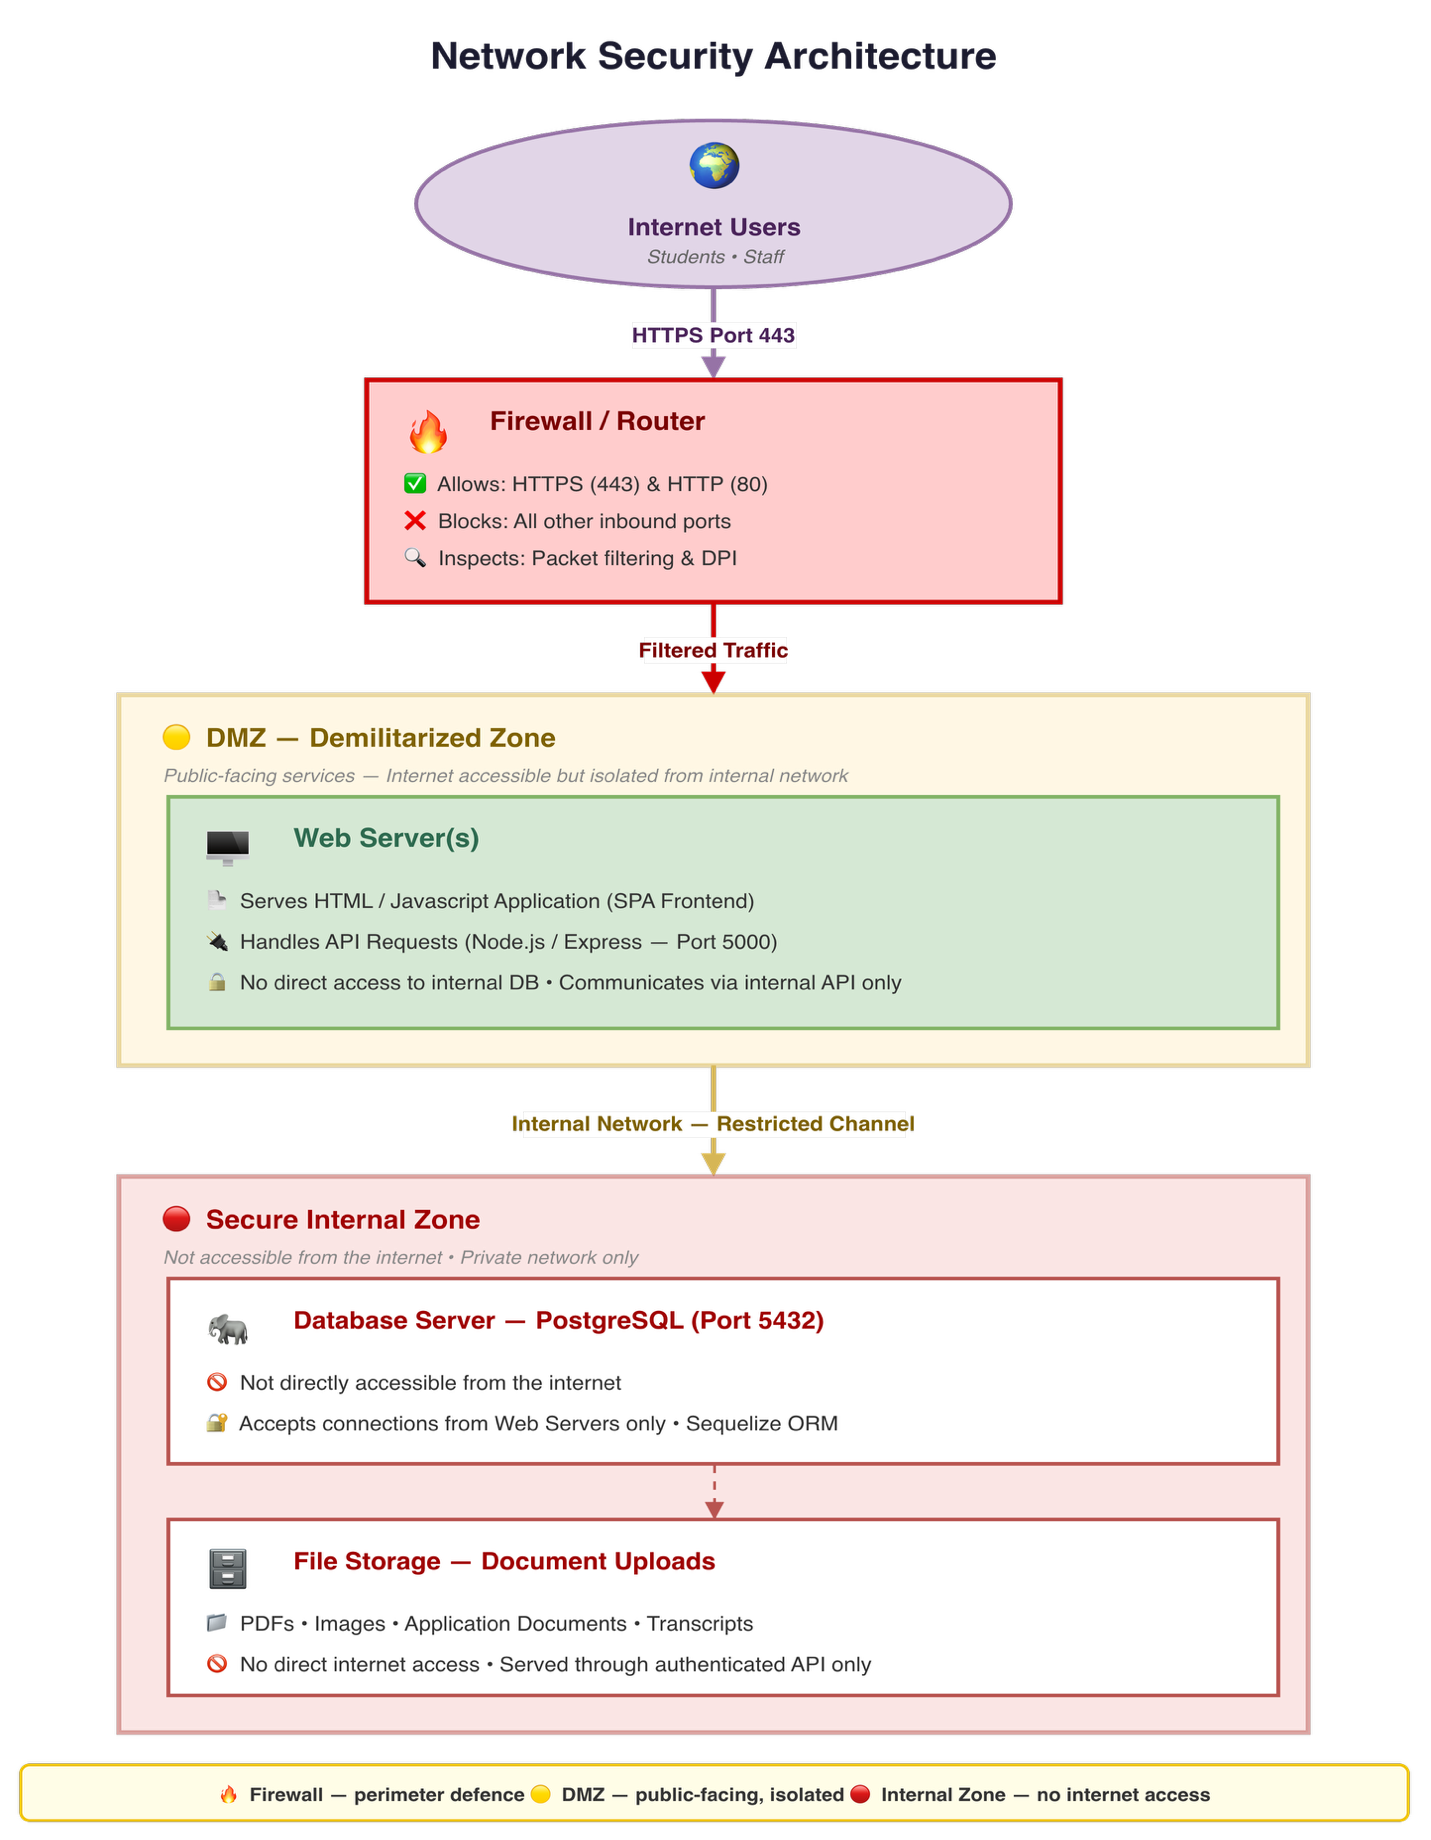 Network Security Architecture
Internet Users
Students • Staff
HTTPS Port 443
Firewall / Router
Allows: HTTPS (443) & HTTP (80)
Blocks: All other inbound ports
Inspects: Packet filtering & DPI
Filtered Traffic
DMZ — Demilitarized Zone
Public-facing services — Internet accessible but isolated from internal network
Web Server(s)
Serves HTML / Javascript Application (SPA Frontend)
Handles API Requests (Node.js / Express — Port 5000)
No direct access to internal DB • Communicates via internal API only
Internal Network — Restricted Channel
Secure Internal Zone
Not accessible from the internet • Private network only
Database Server — PostgreSQL (Port 5432)
Not directly accessible from the internet
Accepts connections from Web Servers only • Sequelize ORM
File Storage — Document Uploads
PDFs • Images • Application Documents • Transcripts
No direct internet access • Served through authenticated API only
Firewall — perimeter defence DMZ — public-facing, isolated Internal Zone — no internet access